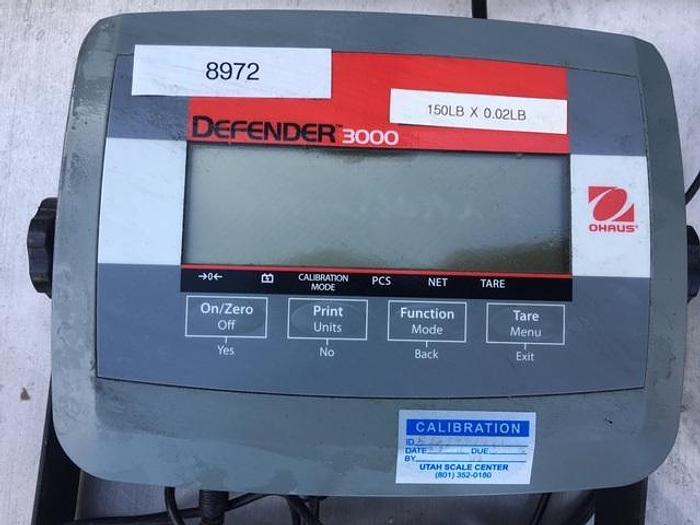 8972
150LB X 0.02LB
DEFENDER™ 3000
OHAUS®
→0← CALIBRATION MODE PCS NET TARE
On/Zero Off Yes
Print Units No
Function Mode Back
Tare Menu Exit
CALIBRATION
ID
DATE DUE
BY
UTAH SCALE CENTER
(801) 352-0180